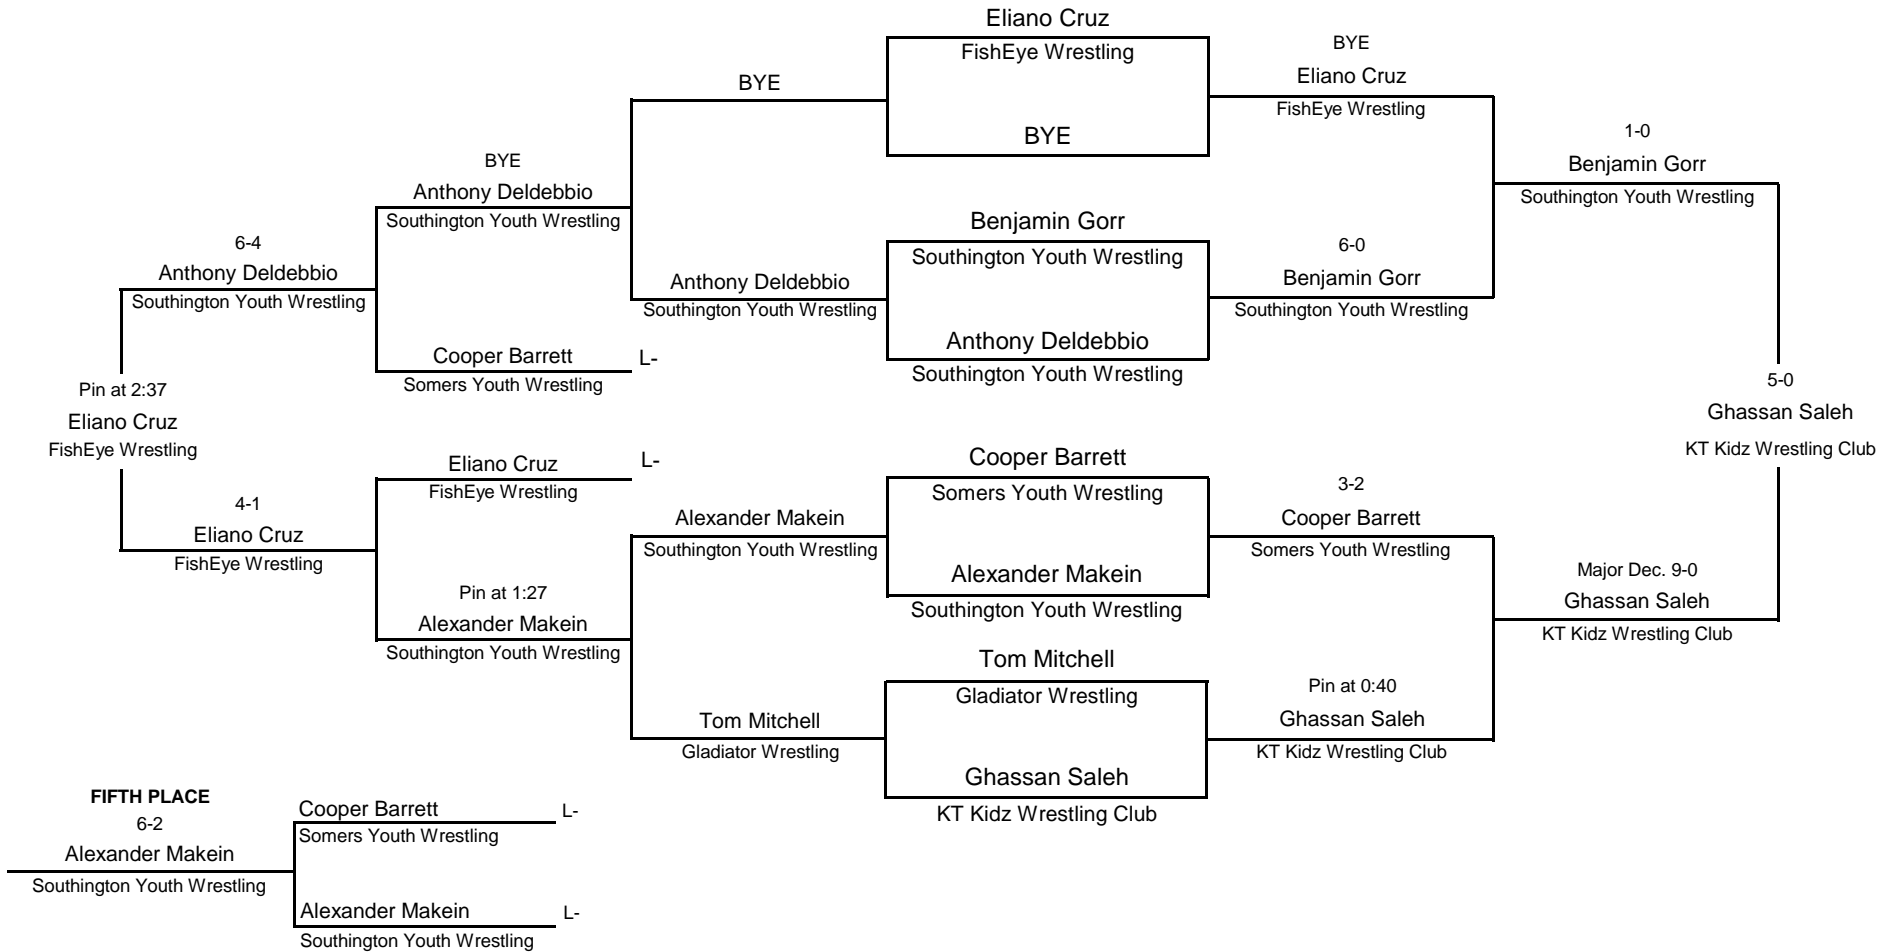 Eliano Cruz
FishEye Wrestling
BYE
BYE
Eliano Cruz
FishEye Wrestling
BYE
1-0
Benjamin Gorr
Southington Youth Wrestling
BYE
Anthony Deldebbio
Southington Youth Wrestling
Benjamin Gorr
Southington Youth Wrestling
6-0
Benjamin Gorr
Southington Youth Wrestling
6-4
Anthony Deldebbio
Southington Youth Wrestling
Anthony Deldebbio
Southington Youth Wrestling
Anthony Deldebbio
Southington Youth Wrestling
Cooper Barrett
L-
Somers Youth Wrestling
Pin at 2:37
Eliano Cruz
FishEye Wrestling
5-0
Ghassan Saleh
KT Kidz Wrestling Club
Eliano Cruz
L-
FishEye Wrestling
Cooper Barrett
Somers Youth Wrestling
3-2
Cooper Barrett
Somers Youth Wrestling
4-1
Eliano Cruz
FishEye Wrestling
Alexander Makein
Southington Youth Wrestling
Alexander Makein
Southington Youth Wrestling
Pin at 1:27
Alexander Makein
Southington Youth Wrestling
Major Dec. 9-0
Ghassan Saleh
KT Kidz Wrestling Club
Tom Mitchell
Gladiator Wrestling
Pin at 0:40
Ghassan Saleh
KT Kidz Wrestling Club
Tom Mitchell
Gladiator Wrestling
Ghassan Saleh
KT Kidz Wrestling Club
FIFTH PLACE
6-2
Alexander Makein
Southington Youth Wrestling
Cooper Barrett
L-
Somers Youth Wrestling
Alexander Makein
L-
Southington Youth Wrestling